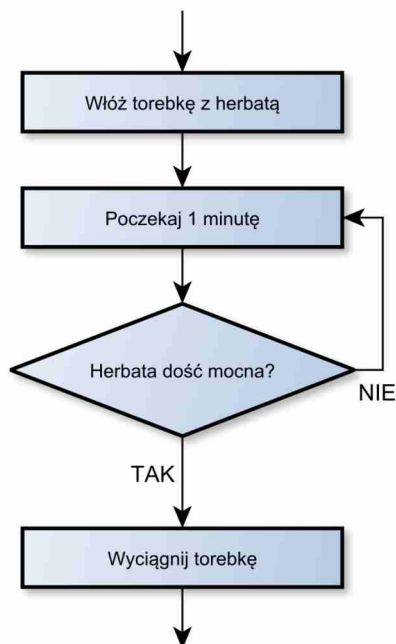 Włóż torebkę z herbatą
Poczekaj 1 minutę
Herbata dość mocna?
NIE
TAK
Wyciągnij torebkę